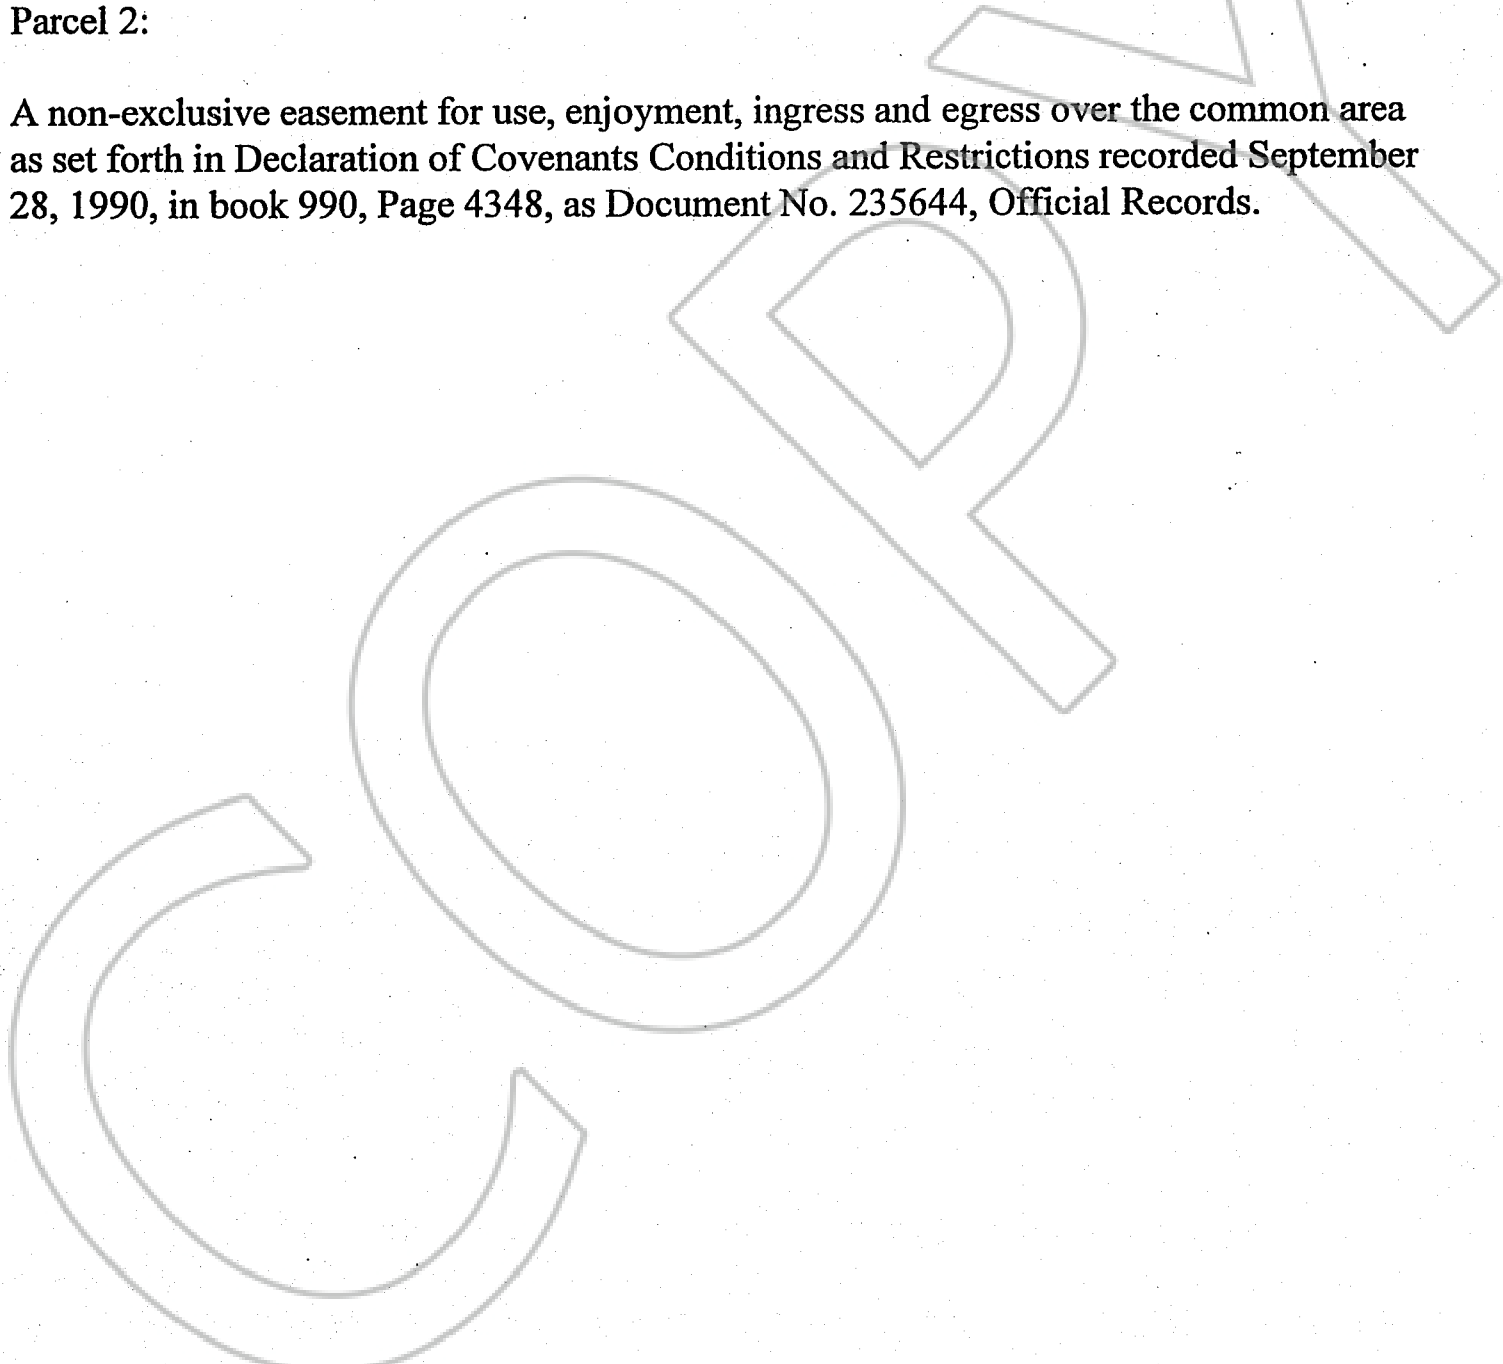 Parcel 2:
A non-exclusive easement for use, enjoyment, ingress and egress over the common area
as set forth in Declaration of Covenants Conditions and Restrictions recorded September
28, 1990, in book 990, Page 4348, as Document No. 235644, Official Records.
COPY